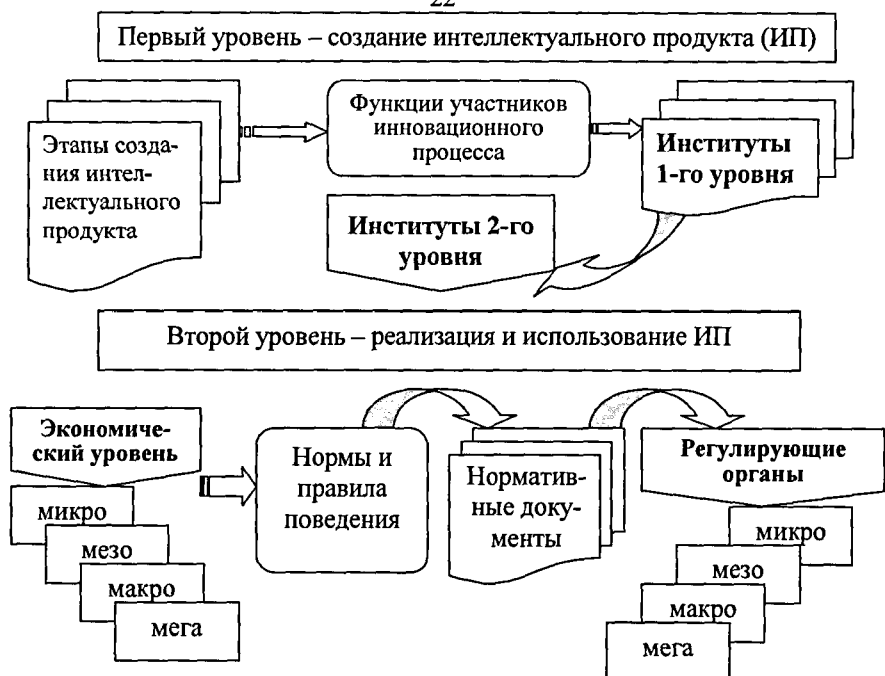 22
Первый уровень – создание интеллектуального продукта (ИП)
Этапы созда-
ния интел-
лектуального
продукта
Функции участников
инновационного
процесса
Институты
1-го уровня
Институты 2-го
уровня
Второй уровень – реализация и использование ИП
Экономиче-
ский уровень
микро
мезо
макро
мега
Нормы и
правила
поведения
Норматив-
ные доку-
менты
Регулирующие
органы
микро
мезо
макро
мега